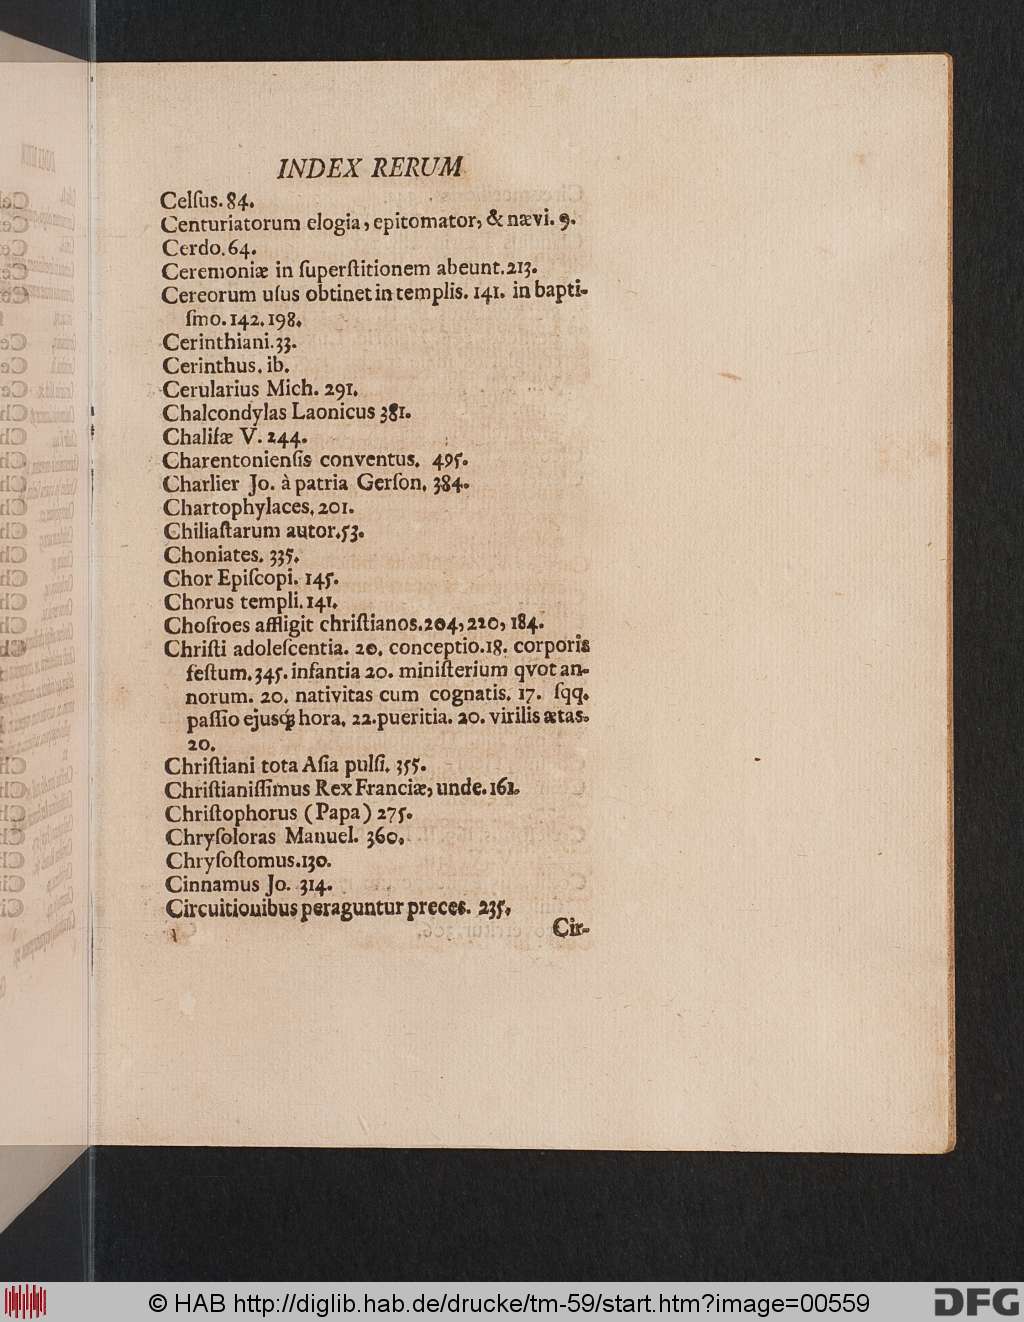 INDEX RERUM
Celſus. 84.
Centuriatorum elogia, epitomator, & nævi. 9.
Cerdo. 64.
Ceremoniæ in ſuperſtitionem abeunt. 213.
Cereorum uſus obtinet in templis. 141. in bapti-
ſmo. 142. 198.
Cerinthiani. 33.
Cerinthus. ib.
Cerularius Mich. 291.
Chalcondylas Laonicus 381.
Chalifæ V. 244.
Charentonienſis conventus. 495.
Charlier Jo. à patria Gerſon. 384.
Chartophylaces. 201.
Chiliaſtarum autor. 53.
Choniates. 335.
Chor Epiſcopi. 145.
Chorus templi. 141.
Choſroes affligit chriſtianos. 204, 220, 184.
Chriſti adoleſcentia. 20. conceptio. 18. corporis
feſtum. 345. infantia 20. miniſterium qvot an-
norum. 20. nativitas cum cognatis. 17. ſqq.
paſſio ejusꝗ; hora. 22. pueritia. 20. virilis ætas.
20.
Chriſtiani tota Aſia pulſi. 355.
Chriſtianiſſimus Rex Franciæ, unde. 161.
Chriſtophorus (Papa) 275.
Chryſoloras Manuel. 360.
Chryſoſtomus. 130.
Cinnamus Jo. 314.
Circuitionibus peraguntur preces. 235.
Cir-
© HAB http://diglib.hab.de/drucke/tm-59/start.htm?image=00559
DFG